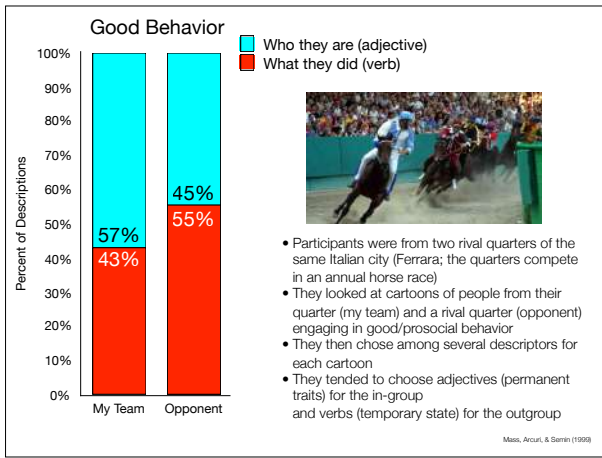 Good Behavior
Who they are (adjective)
What they did (verb)
100%
90%
80%
70%
60%
50%
40%
30%
20%
10%
0%
Percent of Descriptions
57%
43%
45%
55%
My Team
Opponent
• Participants were from two rival quarters of the
same Italian city (Ferrara; the quarters compete
in an annual horse race)
• They looked at cartoons of people from their
quarter (my team) and a rival quarter (opponent)
engaging in good/prosocial behavior
• They then chose among several descriptors for
each cartoon
• They tended to choose adjectives (permanent
traits) for the in-group
and verbs (temporary state) for the outgroup
Mass, Arcuri, & Semin (1999)